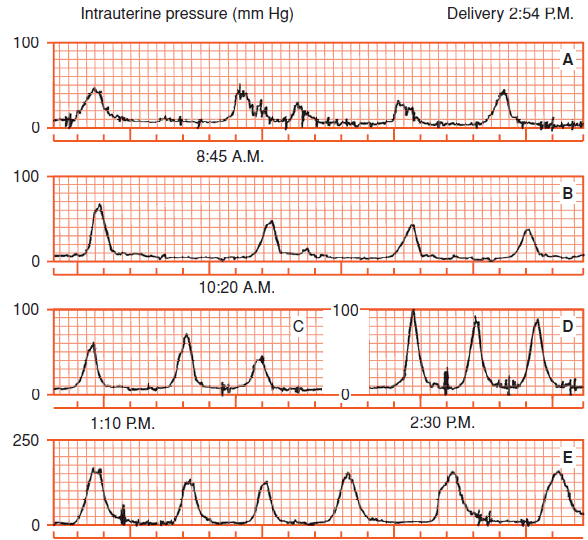 Intrauterine pressure (mm Hg) Delivery 2:54 P.M.
100
A
0
8:45 A.M.
100
B
0
10:20 A.M.
100 C 100 D
0 0
1:10 P.M. 2:30 P.M.
250
E
0